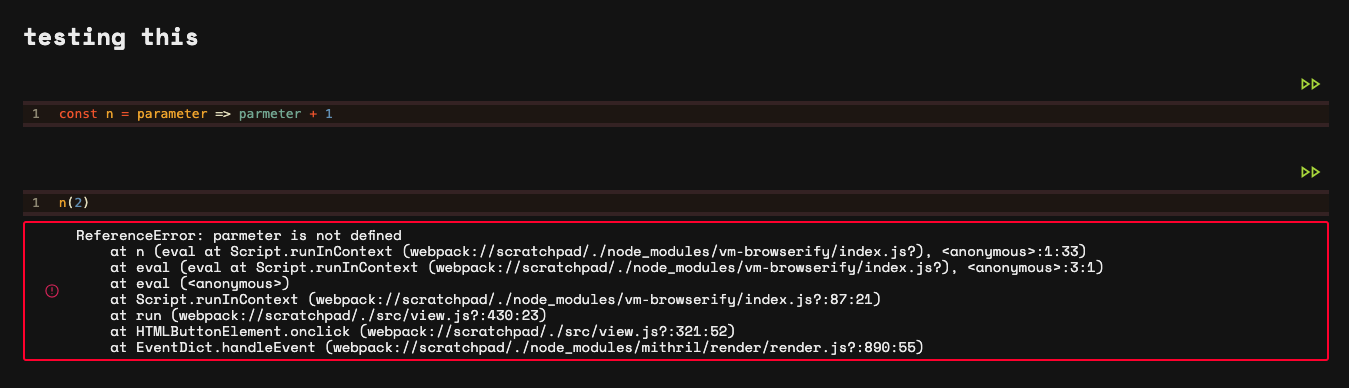 testing this
1 const n = parameter => parmeter + 1
1 n(2)
ReferenceError: parmeter is not defined
at n (eval at Script.runInContext (webpack://scratchpad/./node_modules/vm-browserify/index.js?), <anonymous>:1:33)
at eval (eval at Script.runInContext (webpack://scratchpad/./node_modules/vm-browserify/index.js?), <anonymous>:3:1)
at eval (<anonymous>)
at Script.runInContext (webpack://scratchpad/./node_modules/vm-browserify/index.js?:87:21)
at run (webpack://scratchpad/./src/view.js?:430:23)
at HTMLButtonElement.onclick (webpack://scratchpad/./src/view.js?:321:52)
at EventDict.handleEvent (webpack://scratchpad/./node_modules/mithril/render/render.js?:890:55)